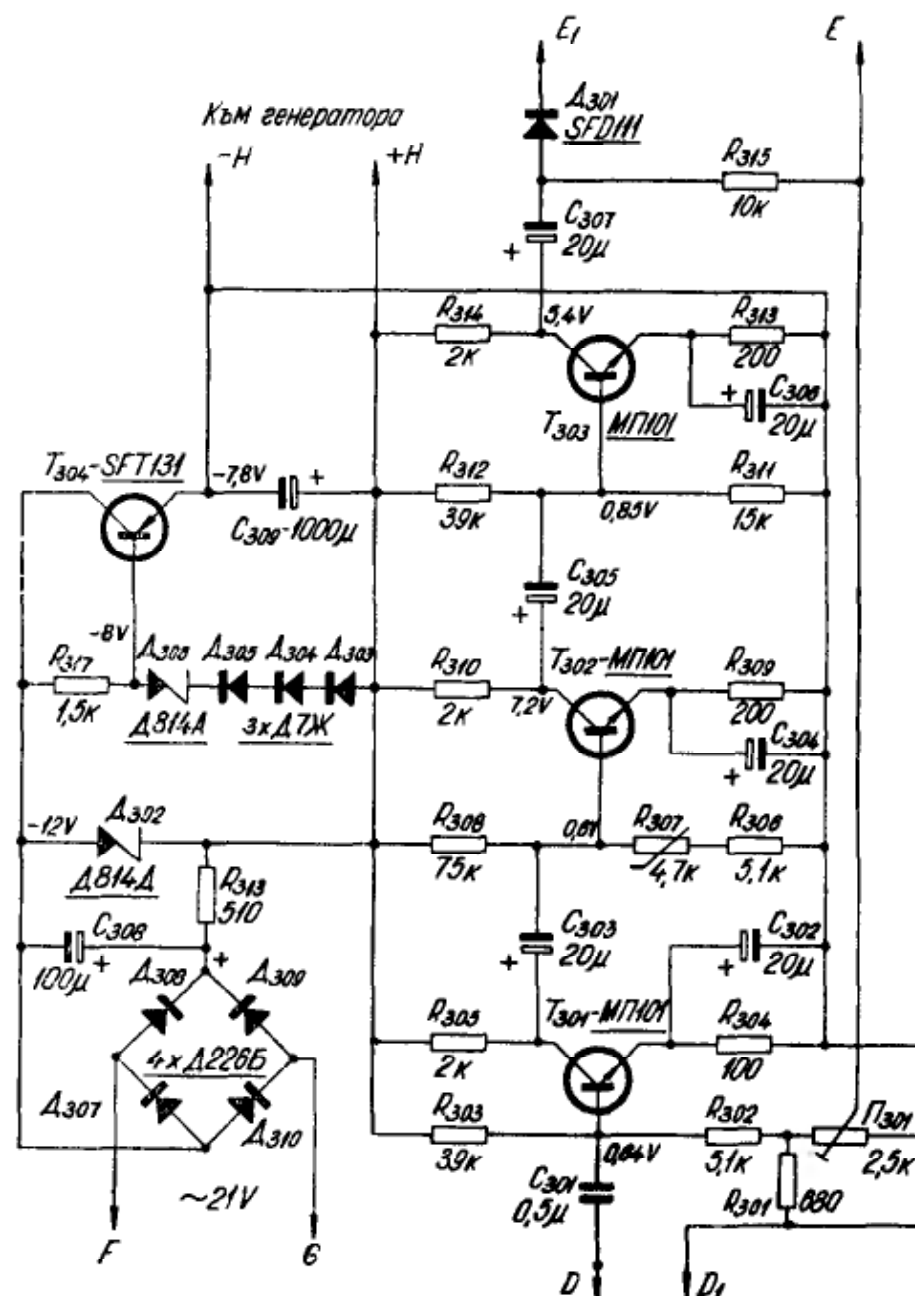 E₁
E
Д301
SFD111
Към генератора
-H
+H
R315
10к
C307
+ 20μ
R314
2к
5,4V
R313
200
+ C306
20μ
T303 МП101
T304-SFT131
-7,8V
+
C309-1000μ
R312
39к
0,85V
R311
15к
C305
+ 20μ
-8V
R317
1,5к
Д305
Д814А
Д305
Д304
Д303
3хД7Ж
R310
2к
7,2V
T302-МП101
R309
200
C304
+ 20μ
-12V
Д302
Д814Д
R313
510
R308
75к
0,6V
R307
4,7к
R306
5,1к
C308
100μ +
+
C303
+ 20μ
C302
+ 20μ
Д308
Д309
4хД226Б
Д307
Д310
R305
2к
T301-МП101
R304
100
R303
39к
0,64V
R302
5,1к
П301
2,5к
R301
680
C301
0,5μ
~21V
F
G
D
D₁